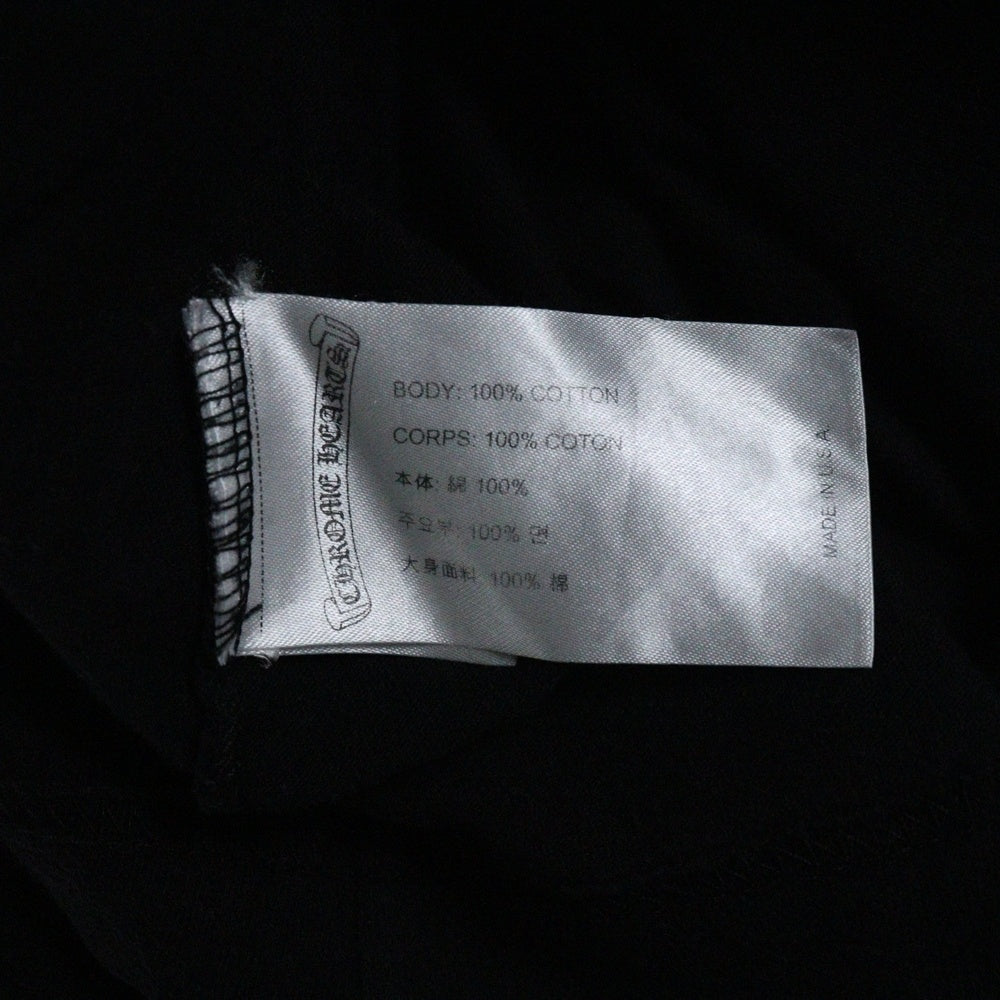 CHROME HEARTS
BODY: 100% COTTON
CORPS: 100% COTON
本体: 綿 100%
주요부: 100% 면
大身面料 100% 棉
MADE IN USA